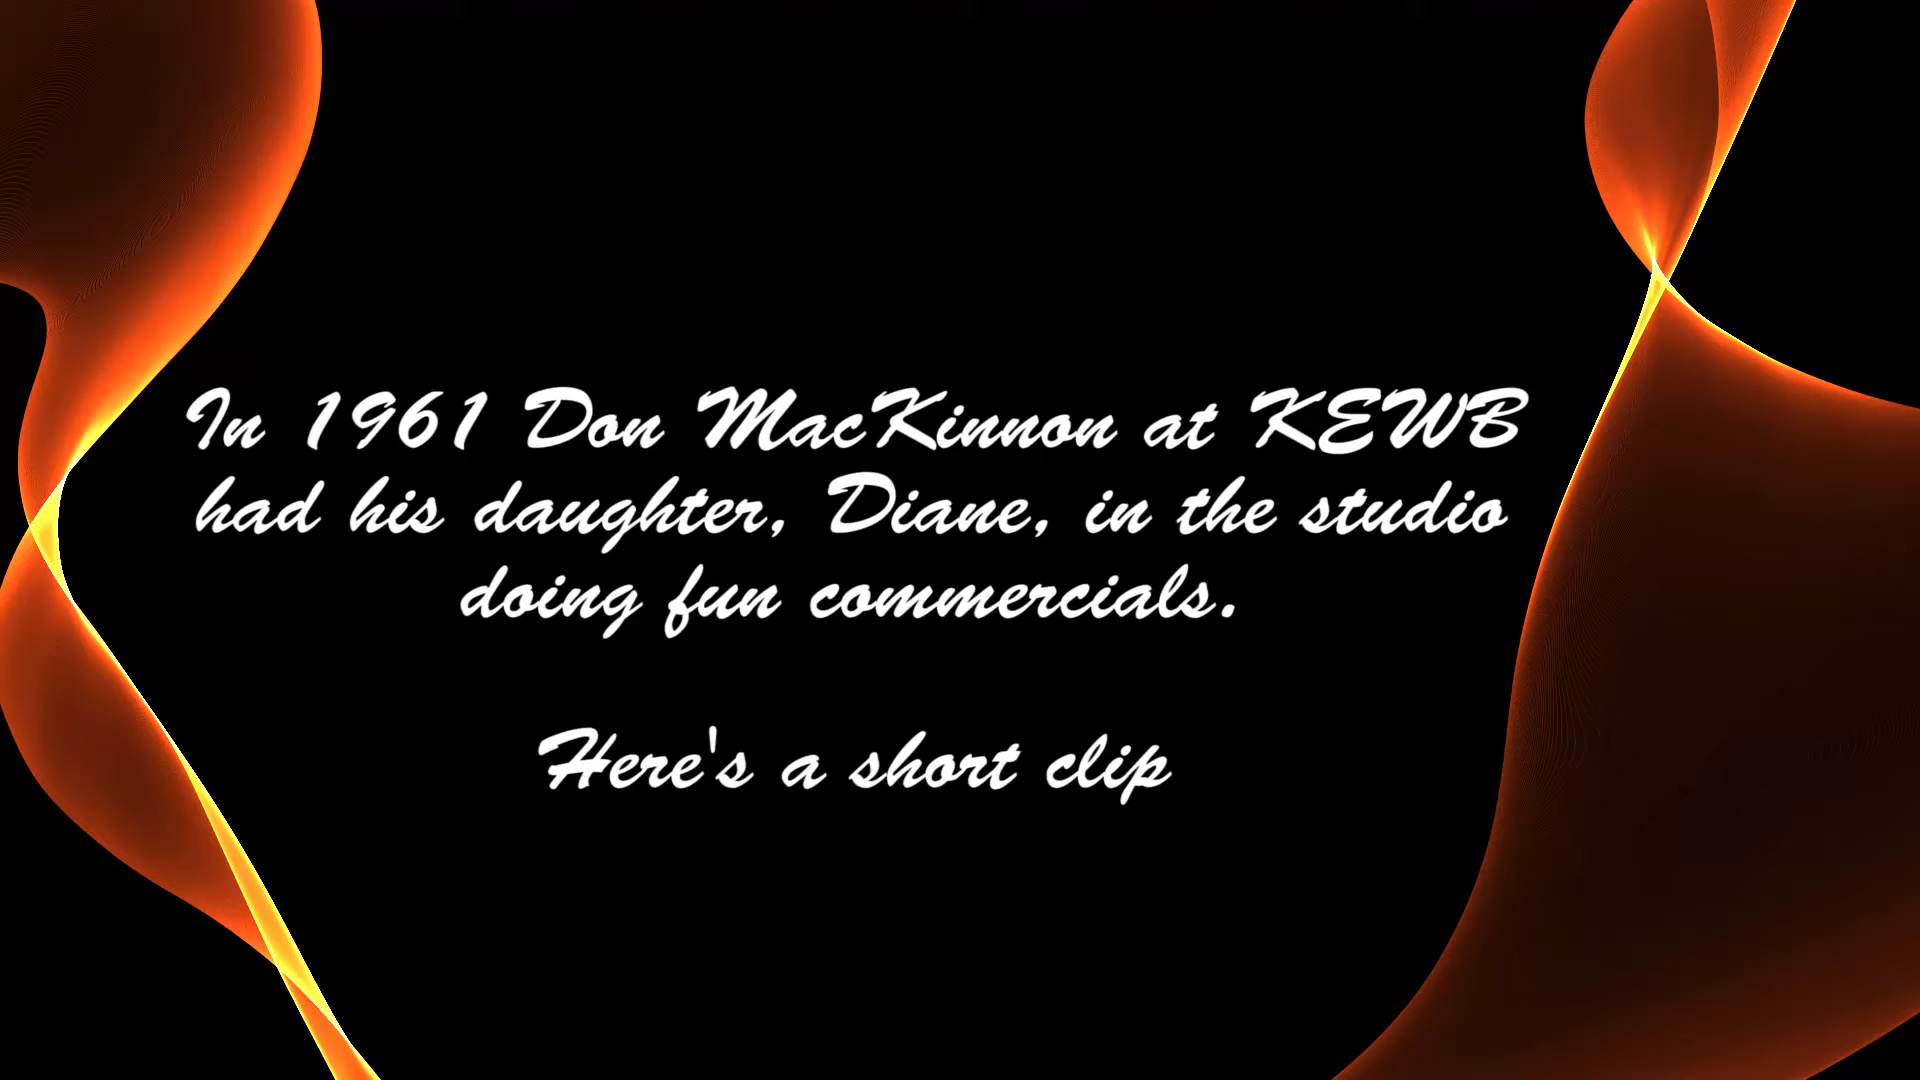 In 1961 Don MacKinnon at KEWB
had his daughter, Diane, in the studio
doing fun commercials.
Here's a short clip